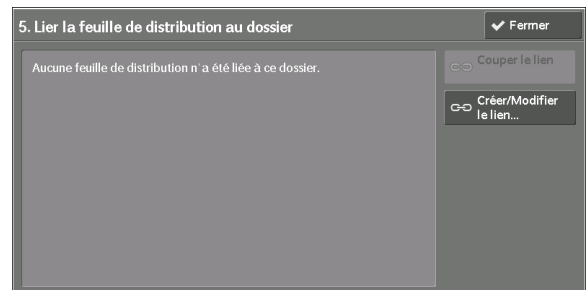 5. Lier la feuille de distribution au dossier
Fermer
Aucune feuille de distribution n'a été liée à ce dossier.
Couper le lien
Créer/Modifier
le lien...